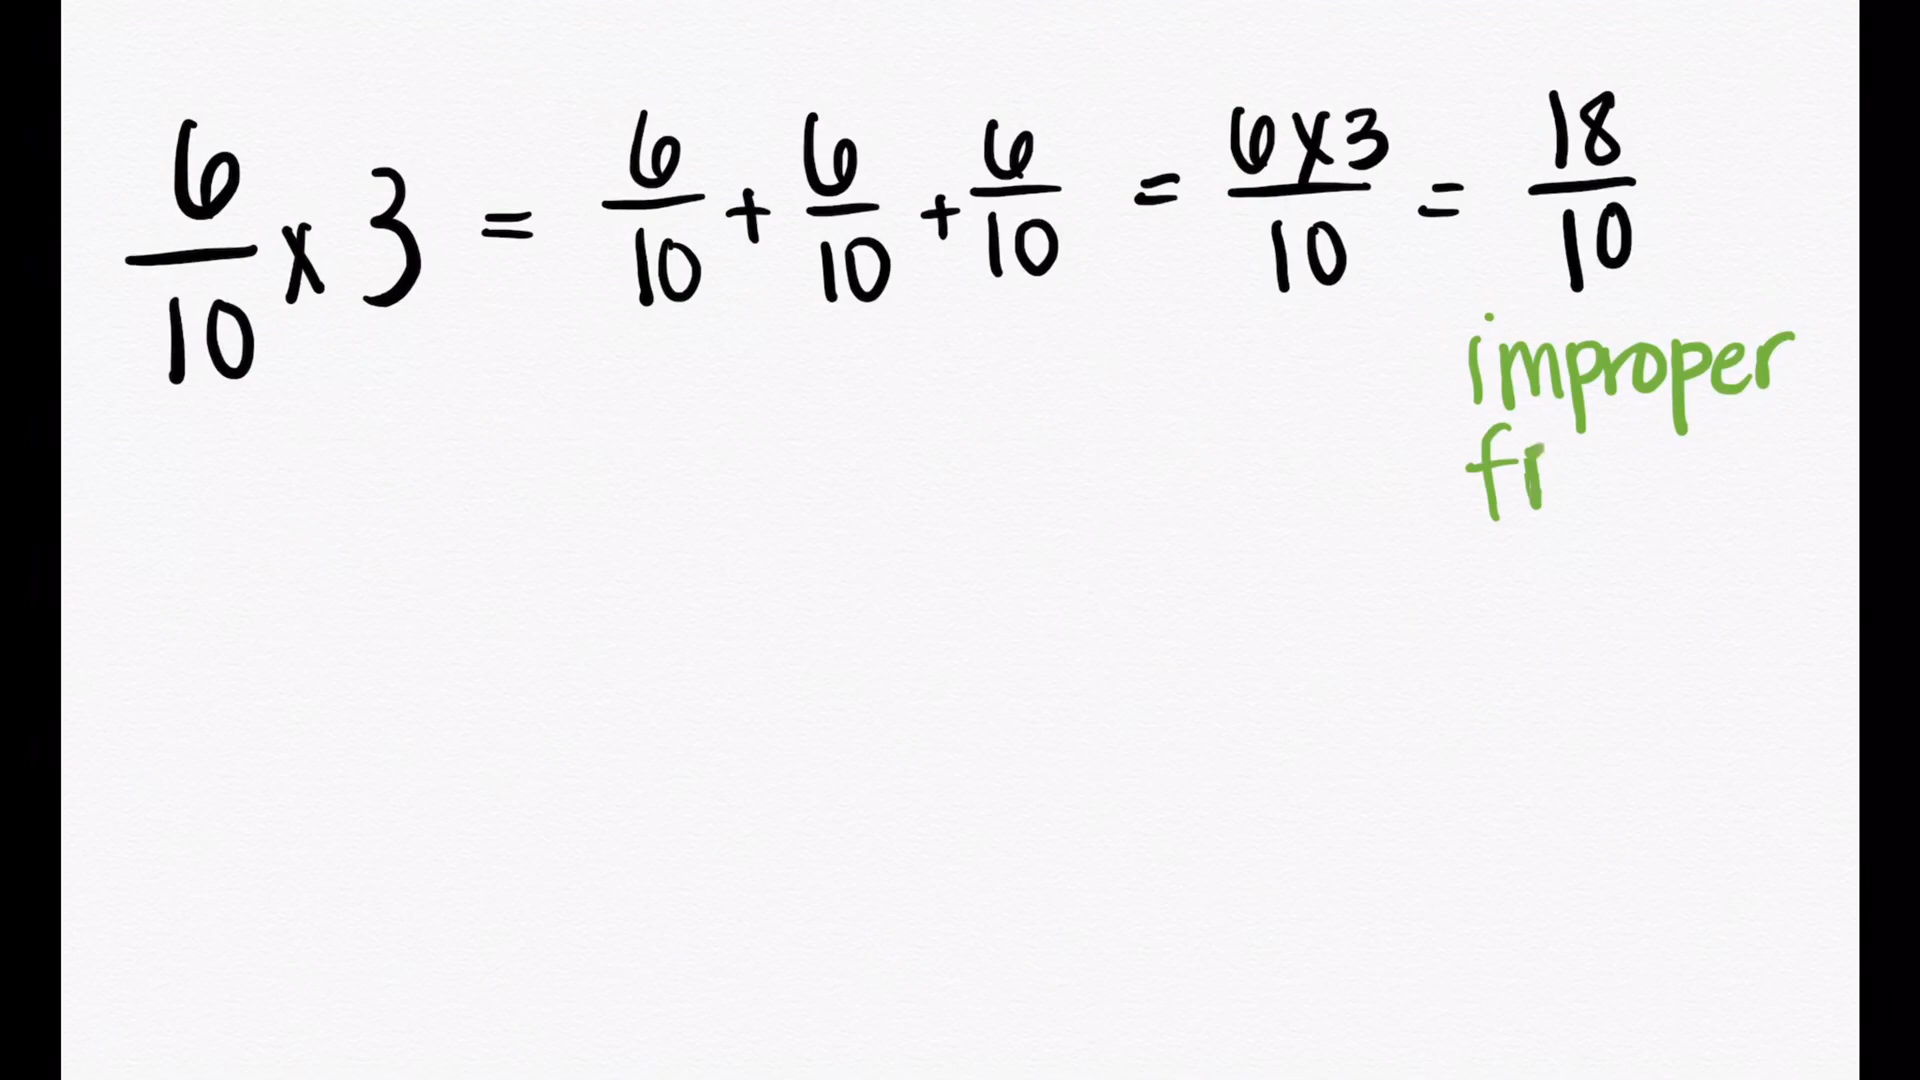 6/10 x 3 = 6/10 + 6/10 + 6/10 = 6x3/10 = 18/10
improper
fr